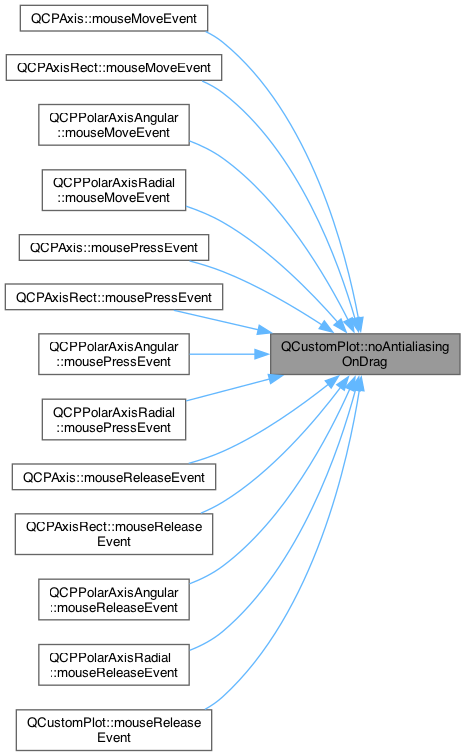 QCPAxis::mouseMoveEvent
QCPAxisRect::mouseMoveEvent
QCPPolarAxisAngular
::mouseMoveEvent
QCPPolarAxisRadial
::mouseMoveEvent
QCPAxis::mousePressEvent
QCPAxisRect::mousePressEvent
QCPPolarAxisAngular
::mousePressEvent
QCPPolarAxisRadial
::mousePressEvent
QCPAxis::mouseReleaseEvent
QCPAxisRect::mouseRelease
Event
QCPPolarAxisAngular
::mouseReleaseEvent
QCPPolarAxisRadial
::mouseReleaseEvent
QCustomPlot::mouseRelease
Event
QCustomPlot::noAntialiasing
OnDrag